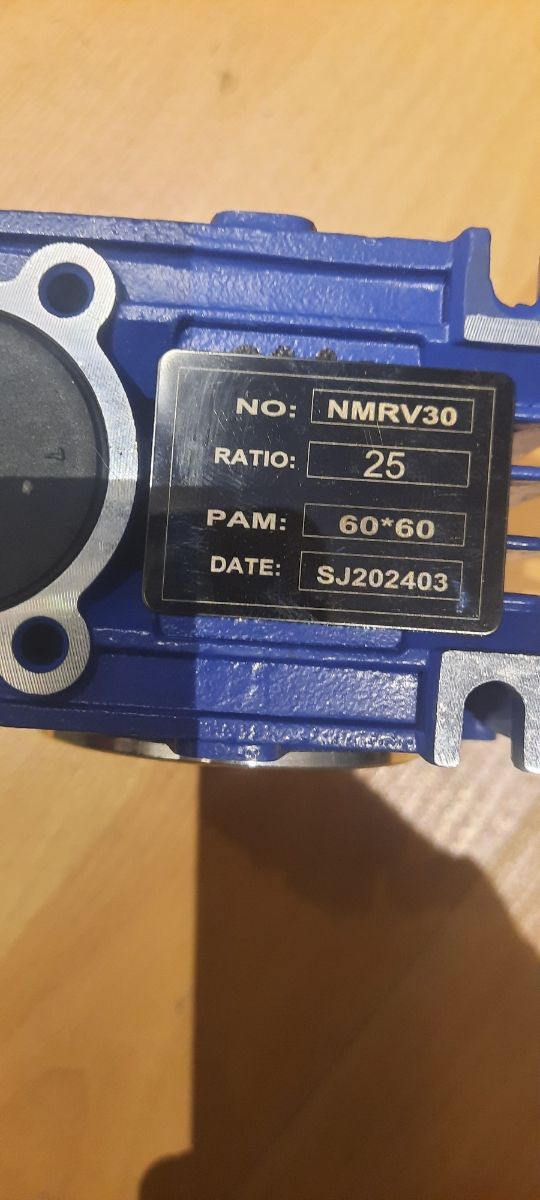 NO: NMRV30
RATIO: 25
PAM: 60*60
DATE: SJ202403